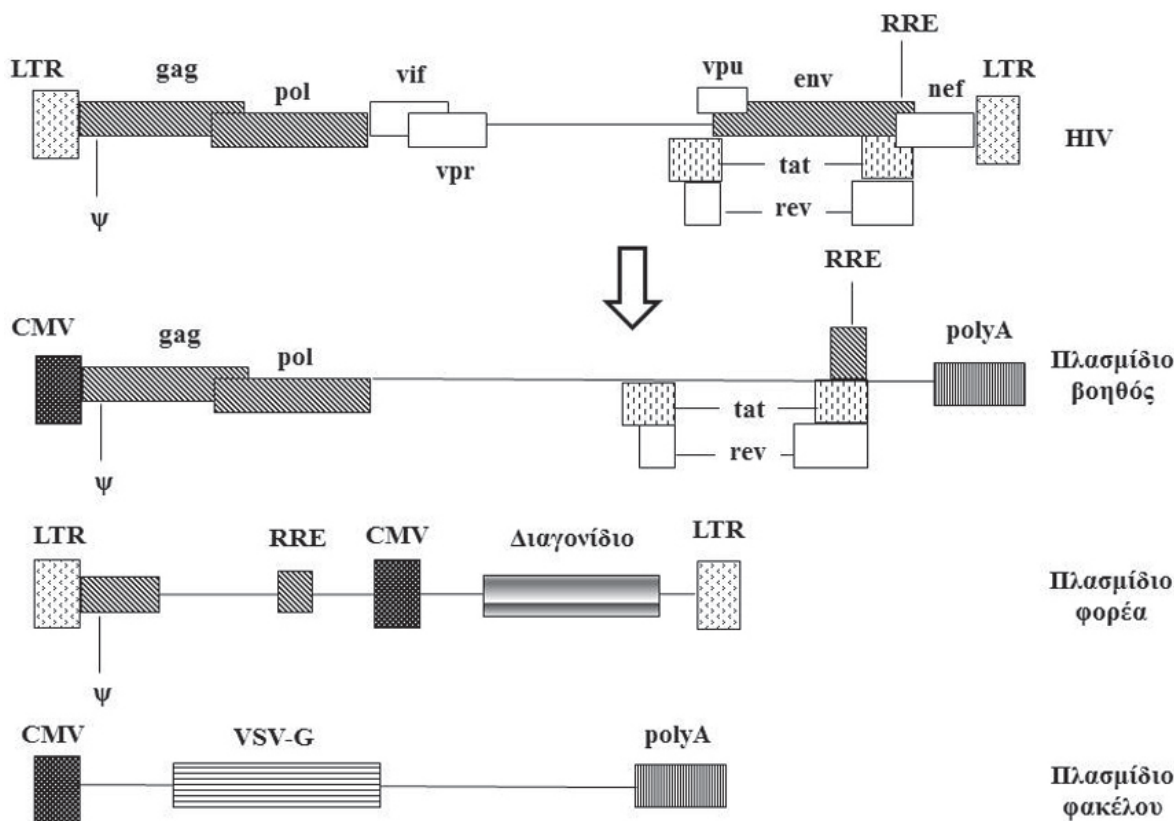 RRE
LTR gag pol vif vpu env nef LTR
HIV
vpr tat
rev
ψ
RRE
CMV gag pol polyA
Πλασμίδιο
βοηθός
tat
rev
ψ
LTR RRE CMV Διαγονίδιο LTR
Πλασμίδιο
φορέα
ψ
CMV VSV-G polyA
Πλασμίδιο
φακέλου